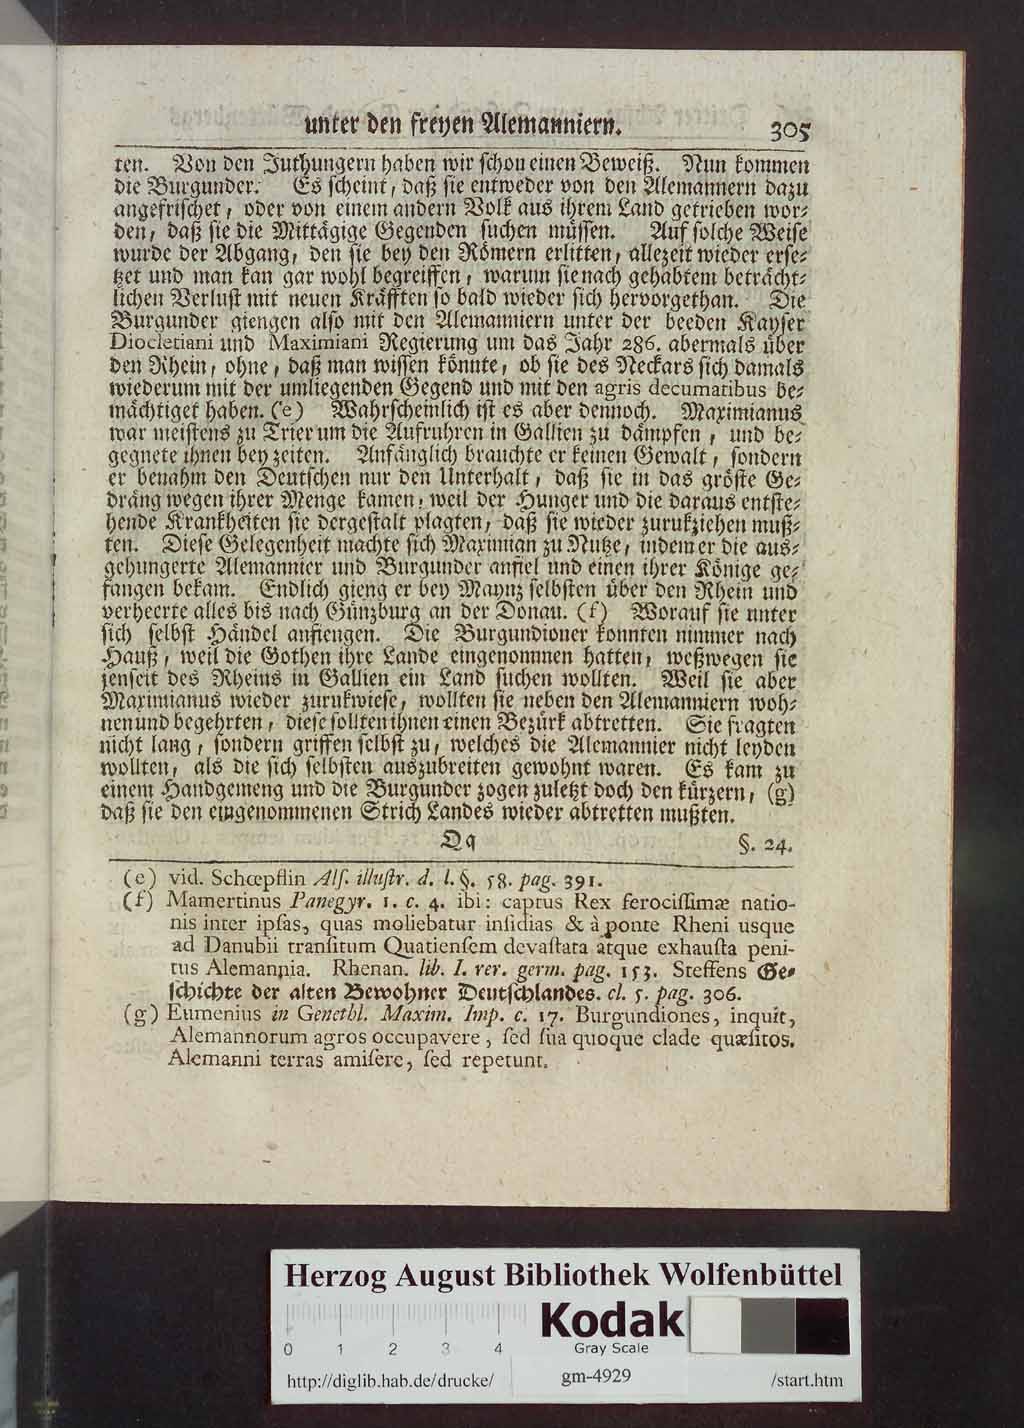 unter den freyen Alemanniern. 305
ten. Von den Juthungern haben wir schon einen Beweiß. Nun kommen
die Burgunder. Es scheint, daß sie entweder von den Alemannern dazu
angefrischet, oder von einem andern Volk aus ihrem Land getrieben wor-
den, daß sie die Mittägige Gegenden suchen müssen. Auf solche Weise
wurde der Abgang, den sie bey den Römern erlitten, allezeit wieder erse-
tzet und man kan gar wohl begreiffen, warum sie nach gehabtem beträcht-
lichen Verlust mit neuen Kräfften so bald wieder sich hervorgethan. Die
Burgunder giengen also mit den Alemanniern unter der beeden Kayser
Diocletiani und Maximiani Regierung um das Jahr 286. abermals über
den Rhein, ohne, daß man wissen könnte, ob sie des Neckars sich damals
wiederum mit der umliegenden Gegend und mit den agris decumatibus be-
mächtiget haben. (e) Wahrscheinlich ist es aber dennoch. Maximianus
war meistens zu Trier um die Aufruhren in Gallien zu dämpfen, und be-
gegnete ihnen bey zeiten. Anfänglich brauchte er keinen Gewalt, sondern
er benahm den Deutschen nur den Unterhalt, daß sie in das gröste Ge-
dräng wegen ihrer Menge kamen, weil der Hunger und die daraus entste-
hende Krankheiten sie dergestalt plagten, daß sie wieder zurukziehen muß-
ten. Diese Gelegenheit machte sich Maximian zu Nutze, indem er die aus-
gehungerte Alemannier und Burgunder anfiel und einen ihrer Könige ge-
fangen bekam. Endlich gieng er bey Maynz selbsten über den Rhein und
verheerte alles bis nach Günzburg an der Donau. (f) Worauf sie unter
sich selbst Händel anfiengen. Die Burgundioner konnten nimmer nach
Hauß, weil die Gothen ihre Lande eingenommen hatten, weßwegen sie
jenseit des Rheins in Gallien ein Land suchen wollten. Weil sie aber
Maximianus wieder zurukwiese, wollten sie neben den Alemanniern woh-
nen und begehrten, diese sollten ihnen einen Bezürk abtretten. Sie fragten
nicht lang, sondern griffen selbst zu, welches die Alemannier nicht leyden
wollten, als die sich selbsten auszubreiten gewohnt waren. Es kam zu
einem Handgemeng und die Burgunder zogen zuletzt doch den kürzern, (g)
daß sie den eingenommenen Strich Landes wieder abtretten mußten.
Qq §. 24.
(e) vid. Schœpflin Alſ. illuſtr. d. l. §. 58. pag. 391.
(f) Mamertinus Panegyr. 1. c. 4. ibi: captus Rex ferociſſimæ natio-
nis inter ipſas, quas moliebatur inſidias & à ponte Rheni usque
ad Danubii tranſitum Quatienſem devaſtata atque exhauſta peni-
tus Alemannia. Rhenan. lib. I. rer. germ. pag. 153. Steffens Ge-
schichte der alten Bewohner Deutschlandes. cl. 5. pag. 306.
(g) Eumenius in Genethl. Maxim. Imp. c. 17. Burgundiones, inquit,
Alemannorum agros occupavere, ſed ſua quoque clade quæſitos.
Alemanni terras amiſere, ſed repetunt.
Herzog August Bibliothek Wolfenbüttel
Kodak
Gray Scale
0 1 2 3 4
http://diglib.hab.de/drucke/ gm-4929 /start.htm